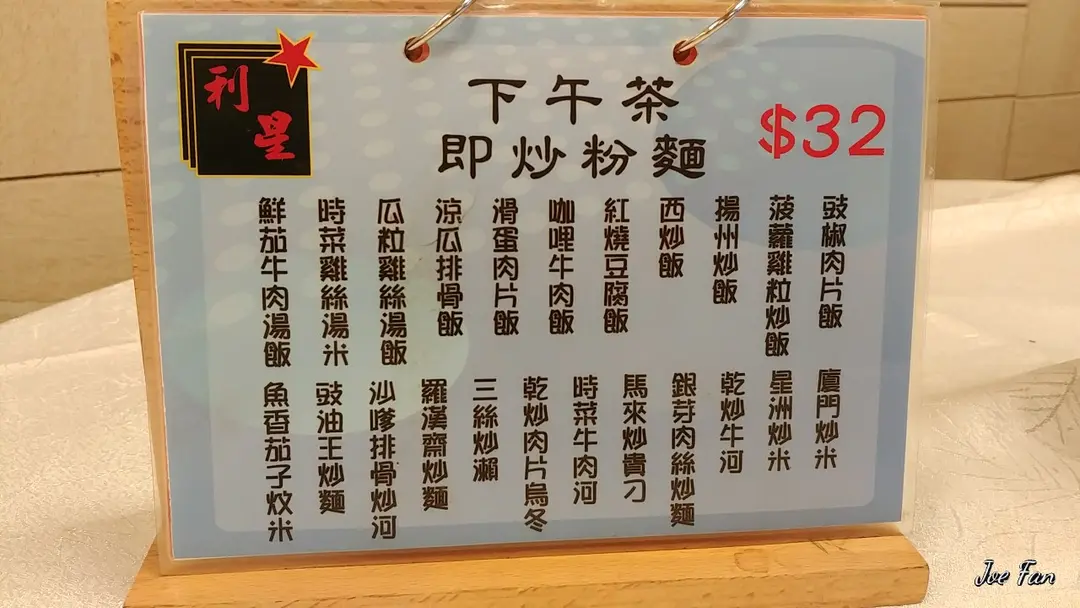 利星
下午茶
即炒粉麵
$32
豉椒肉片飯
菠蘿雞粒炒飯
揚州炒飯
西炒飯
紅燒豆腐飯
咖哩牛肉飯
滑蛋肉片飯
涼瓜排骨飯
瓜粒雞絲湯飯
時菜雞絲湯米
鮮茄牛肉湯飯
廈門炒米
星洲炒米
乾炒牛河
銀芽肉絲炒麵
馬來炒貴刁
時菜牛肉河
乾炒肉片烏冬
三絲炒瀨
羅漢齋炒麵
沙嗲排骨炒河
豉油王炒麵
魚香茄子炆米
Joe Fan